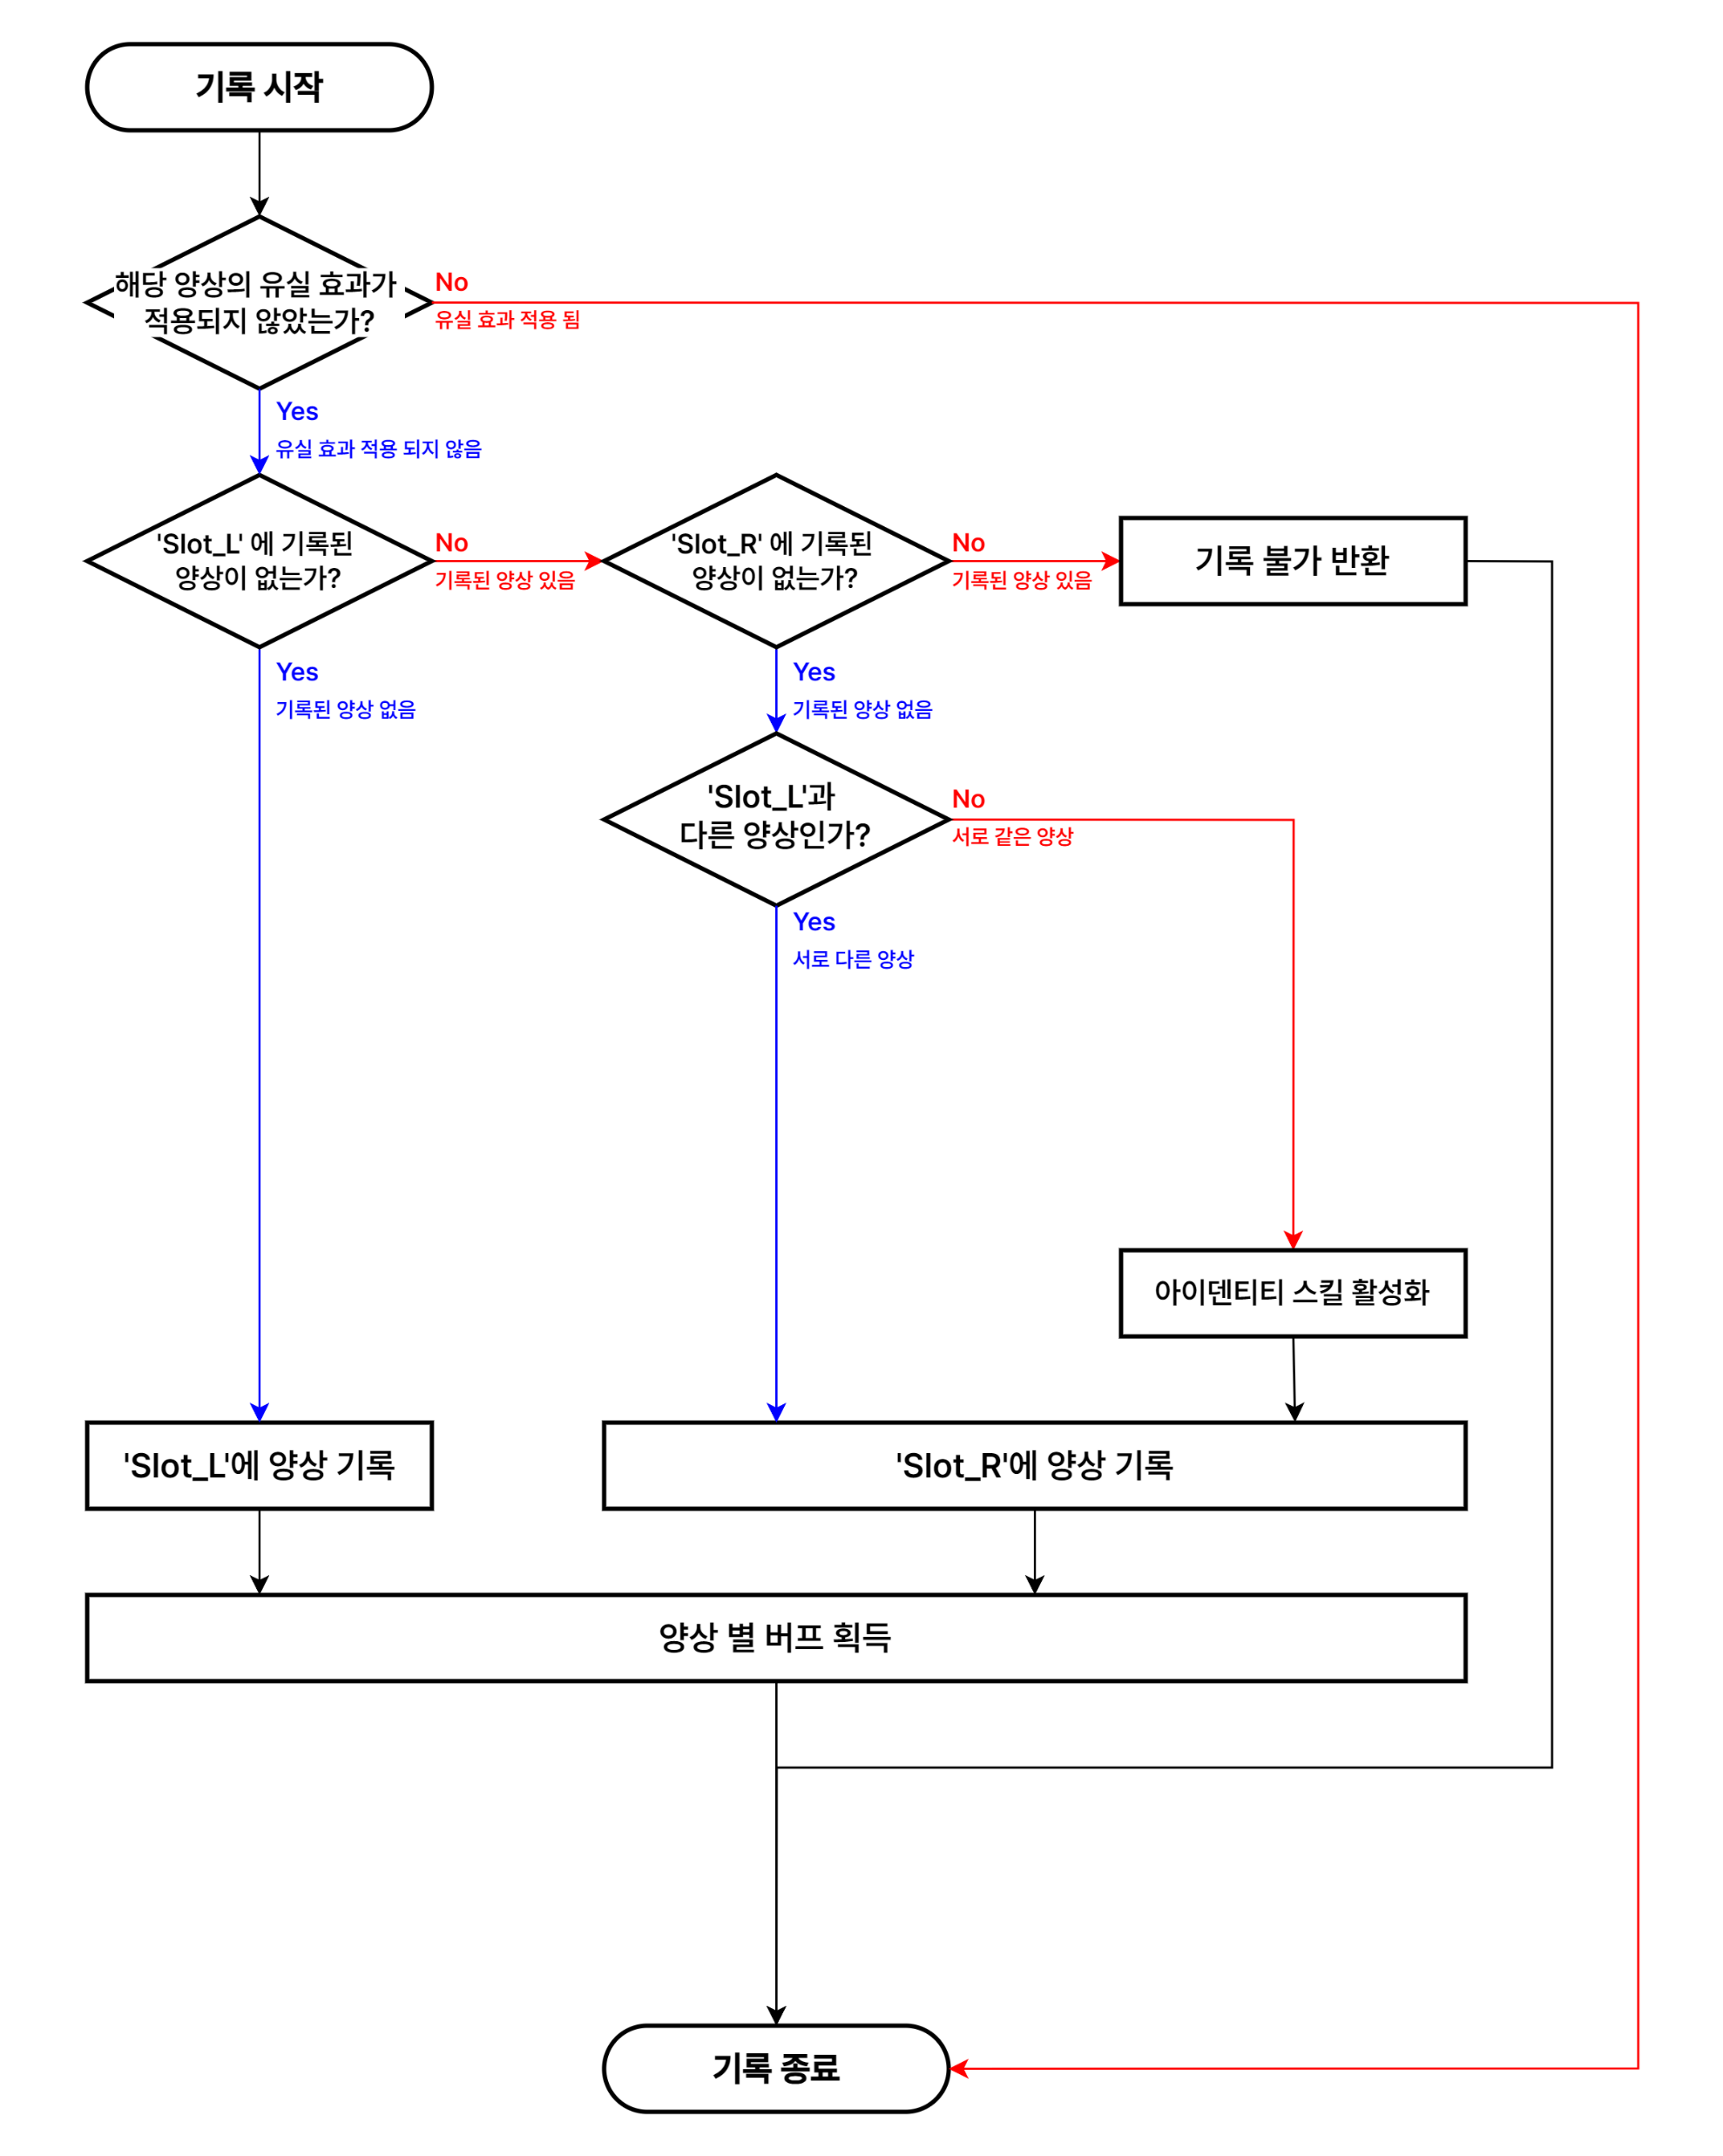 기록 시작
해당 양상의 유실 효과가
적용되지 않았는가?
No
유실 효과 적용 됨
Yes
유실 효과 적용 되지 않음
'Slot_L' 에 기록된
양상이 없는가?
No
기록된 양상 있음
'Slot_R' 에 기록된
양상이 없는가?
No
기록된 양상 있음
기록 불가 반환
Yes
기록된 양상 없음
Yes
기록된 양상 없음
'Slot_L'과
다른 양상인가?
No
서로 같은 양상
Yes
서로 다른 양상
아이덴티티 스킬 활성화
'Slot_L'에 양상 기록
'Slot_R'에 양상 기록
양상 별 버프 획득
기록 종료